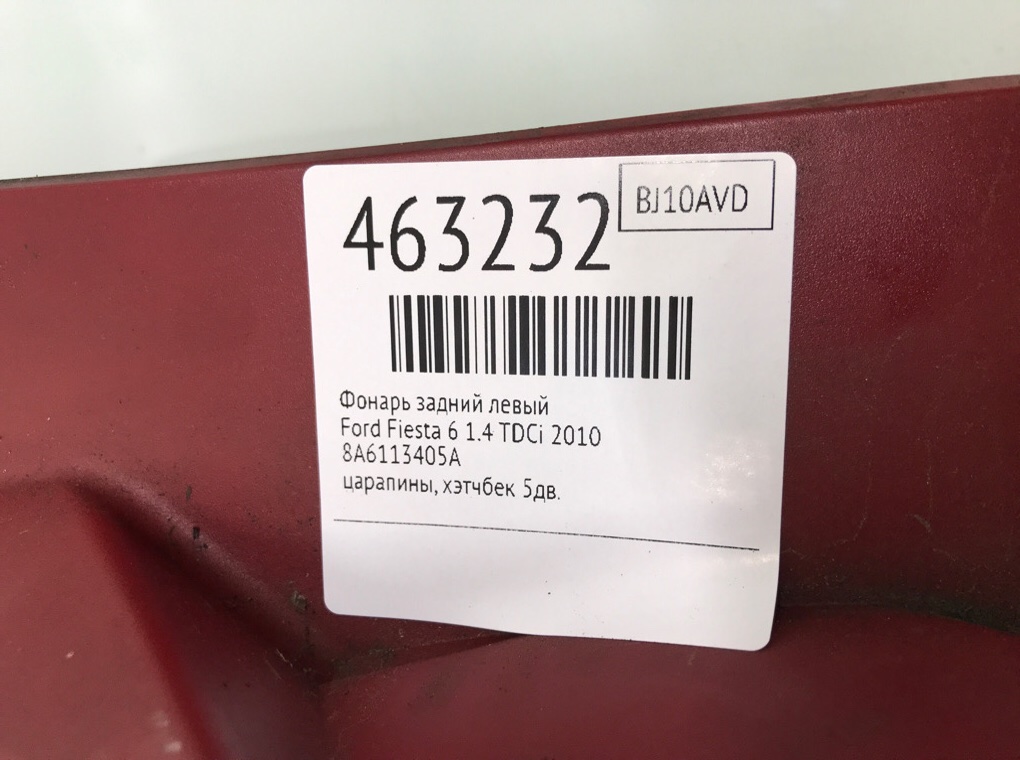 463232
BJ10AVD
Фонарь задний левый
Ford Fiesta 6 1.4 TDCi 2010
8A6113405A
царапины, хэтчбек 5дв.